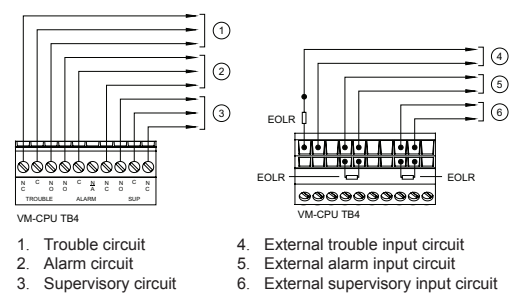 1
2
3
4
5
6
EOLR
EOLR
EOLR
N C
C
N O
N O
C
N A
N C
N O
C
N C
TROUBLE
ALARM
SUP
VM-CPU TB4
VM-CPU TB4
1. Trouble circuit
2. Alarm circuit
3. Supervisory circuit
4. External trouble input circuit
5. External alarm input circuit
6. External supervisory input circuit